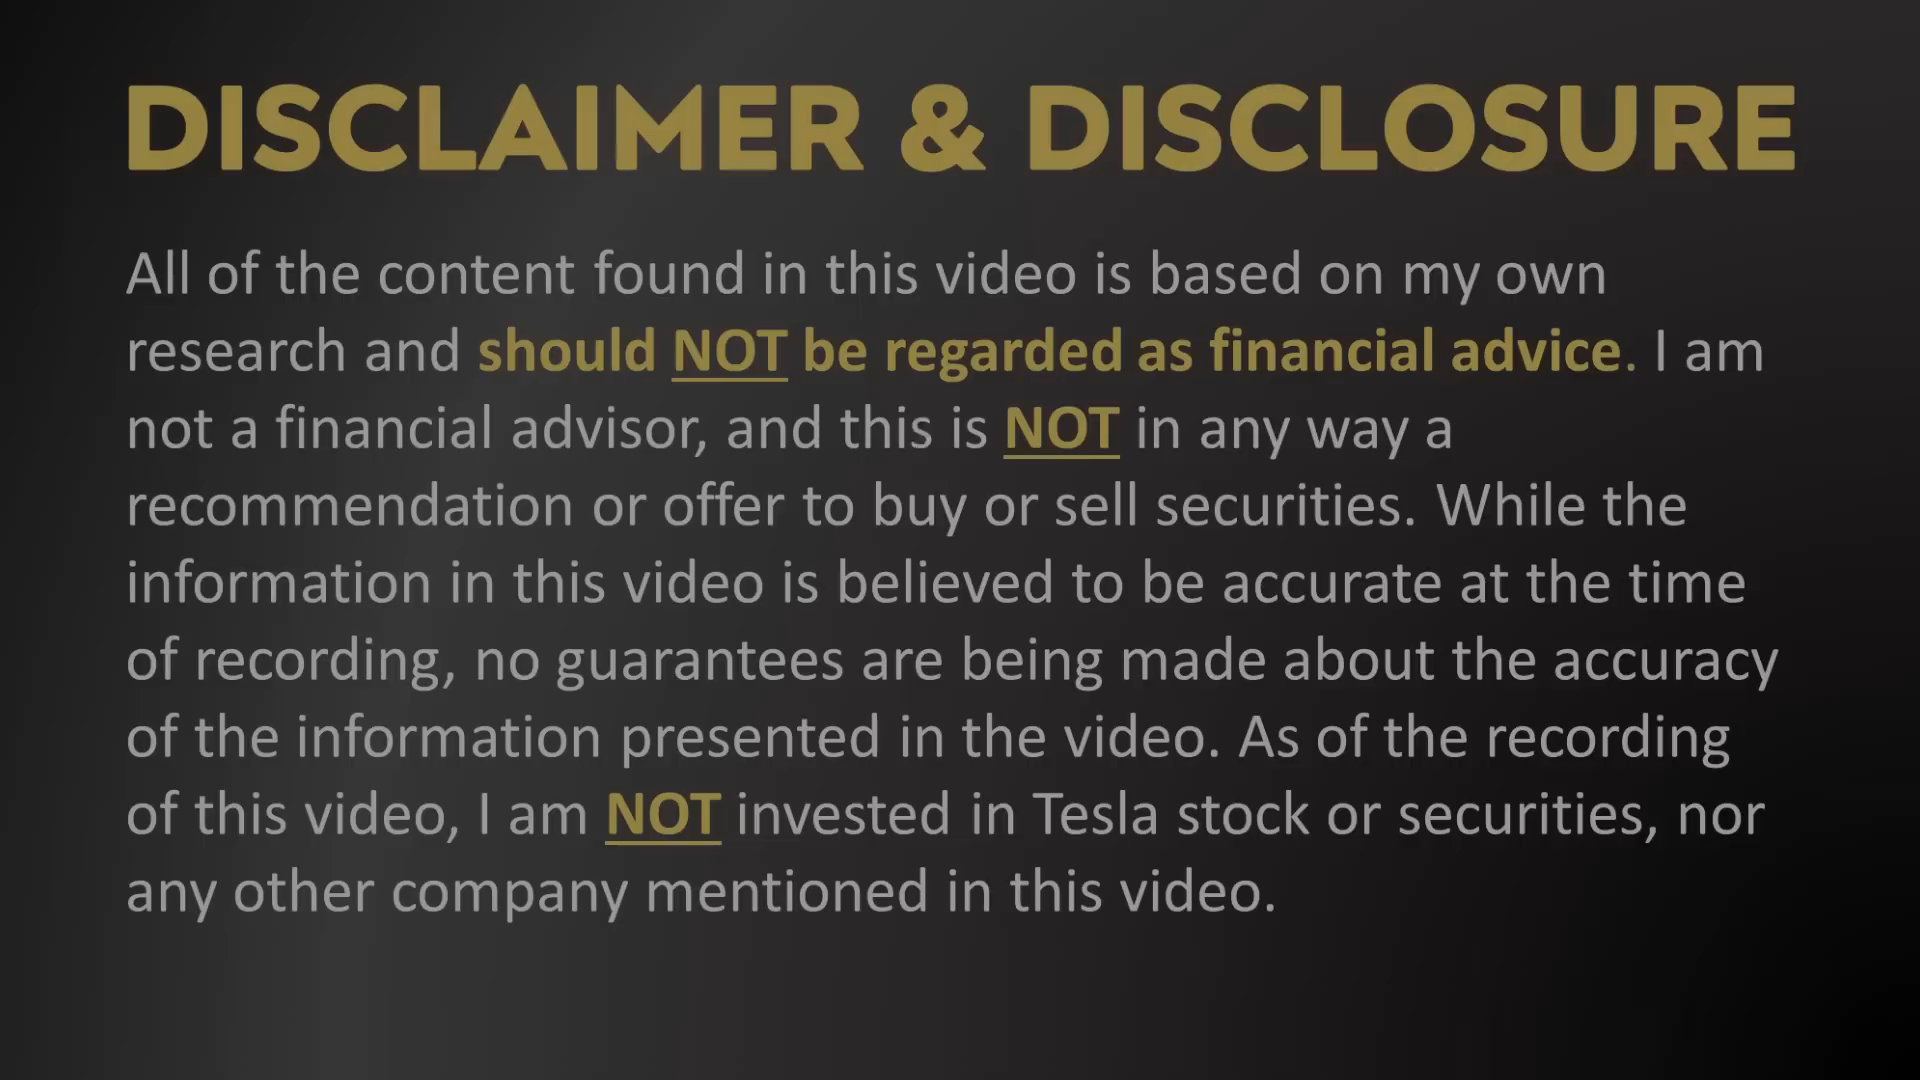 DISCLAIMER & DISCLOSURE
All of the content found in this video is based on my own
research and should NOT be regarded as financial advice. I am
not a financial advisor, and this is NOT in any way a
recommendation or offer to buy or sell securities. While the
information in this video is believed to be accurate at the time
of recording, no guarantees are being made about the accuracy
of the information presented in the video. As of the recording
of this video, I am NOT invested in Tesla stock or securities, nor
any other company mentioned in this video.